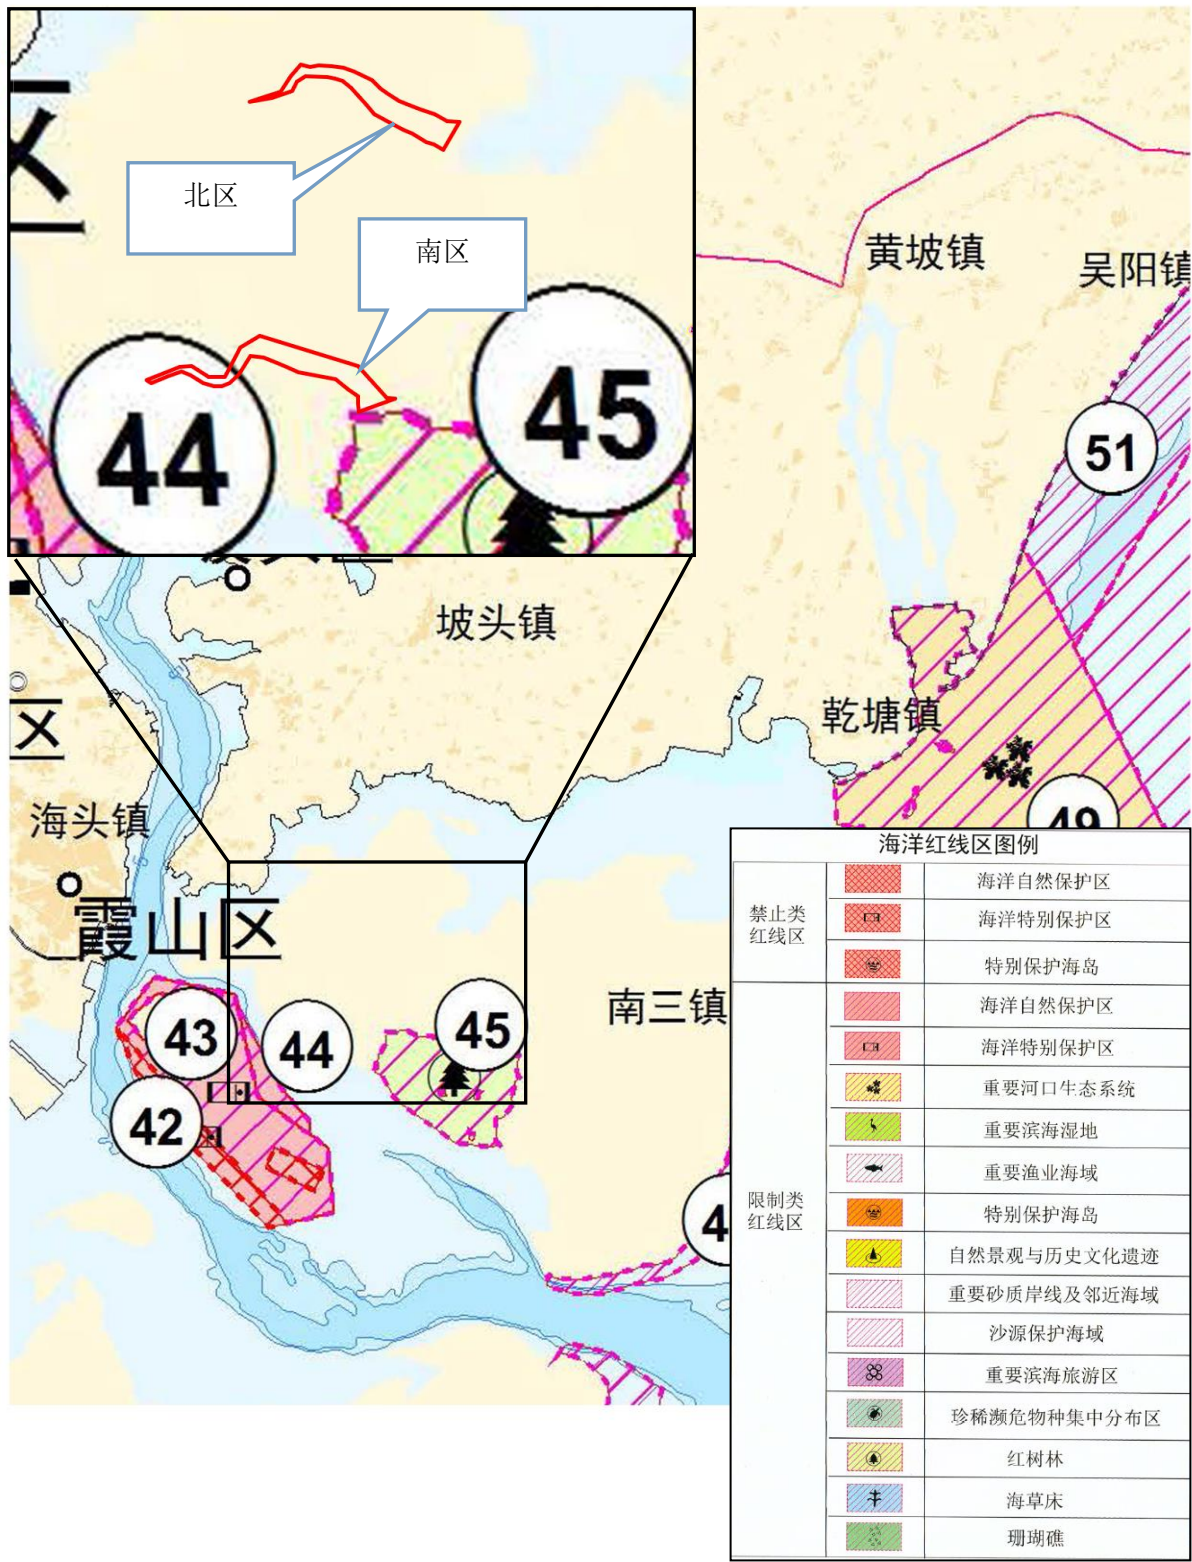 区
北区
南区
44
45
黄坡镇
吴阳镇
51
坡头镇
区
乾塘镇
海头镇
49
霞山区
43
44
45
南三镇
42
4
海洋红线区图例
禁止类
红线区
海洋自然保护区
海洋特别保护区
特别保护海岛
限制类
红线区
海洋自然保护区
海洋特别保护区
重要河口生态系统
重要滨海湿地
重要渔业海域
特别保护海岛
自然景观与历史文化遗迹
重要砂质岸线及邻近海域
沙源保护海域
重要滨海旅游区
珍稀濒危物种集中分布区
红树林
海草床
珊瑚礁